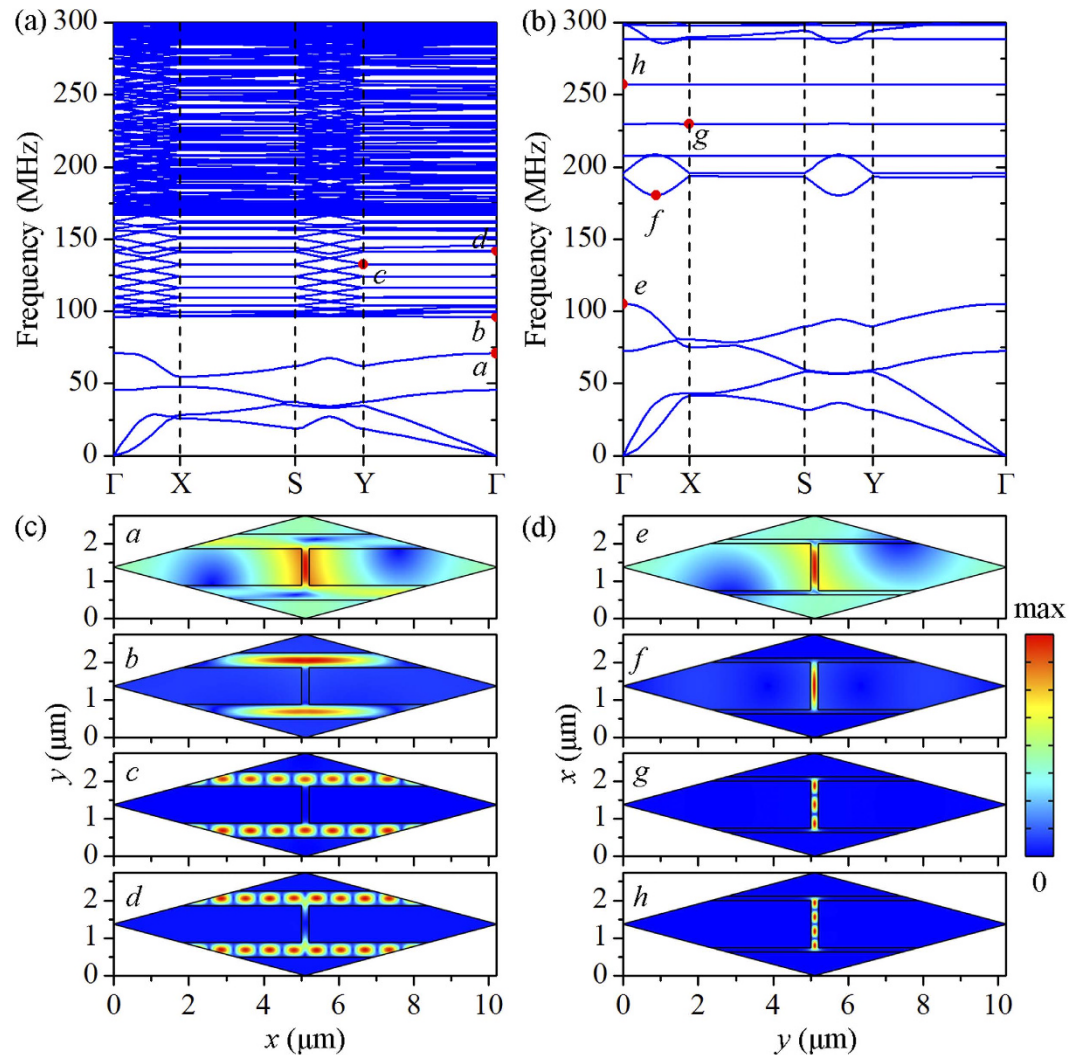 (a)
300
250
200
150
100
50
0
Frequency (MHz)
d
c
b
a
Γ X S Y Γ
(b)
300
250
200
150
100
50
0
Frequency (MHz)
h
g
f
e
Γ X S Y Γ
(c)
a
2
1
0
b
2
1
0
c
2
1
0
d
2
1
0
y (μm)
0 2 4 6 8 10
x (μm)
(d)
e
2
1
0
f
2
1
0
g
2
1
0
h
2
1
0
x (μm)
0 2 4 6 8 10
y (μm)
max
0